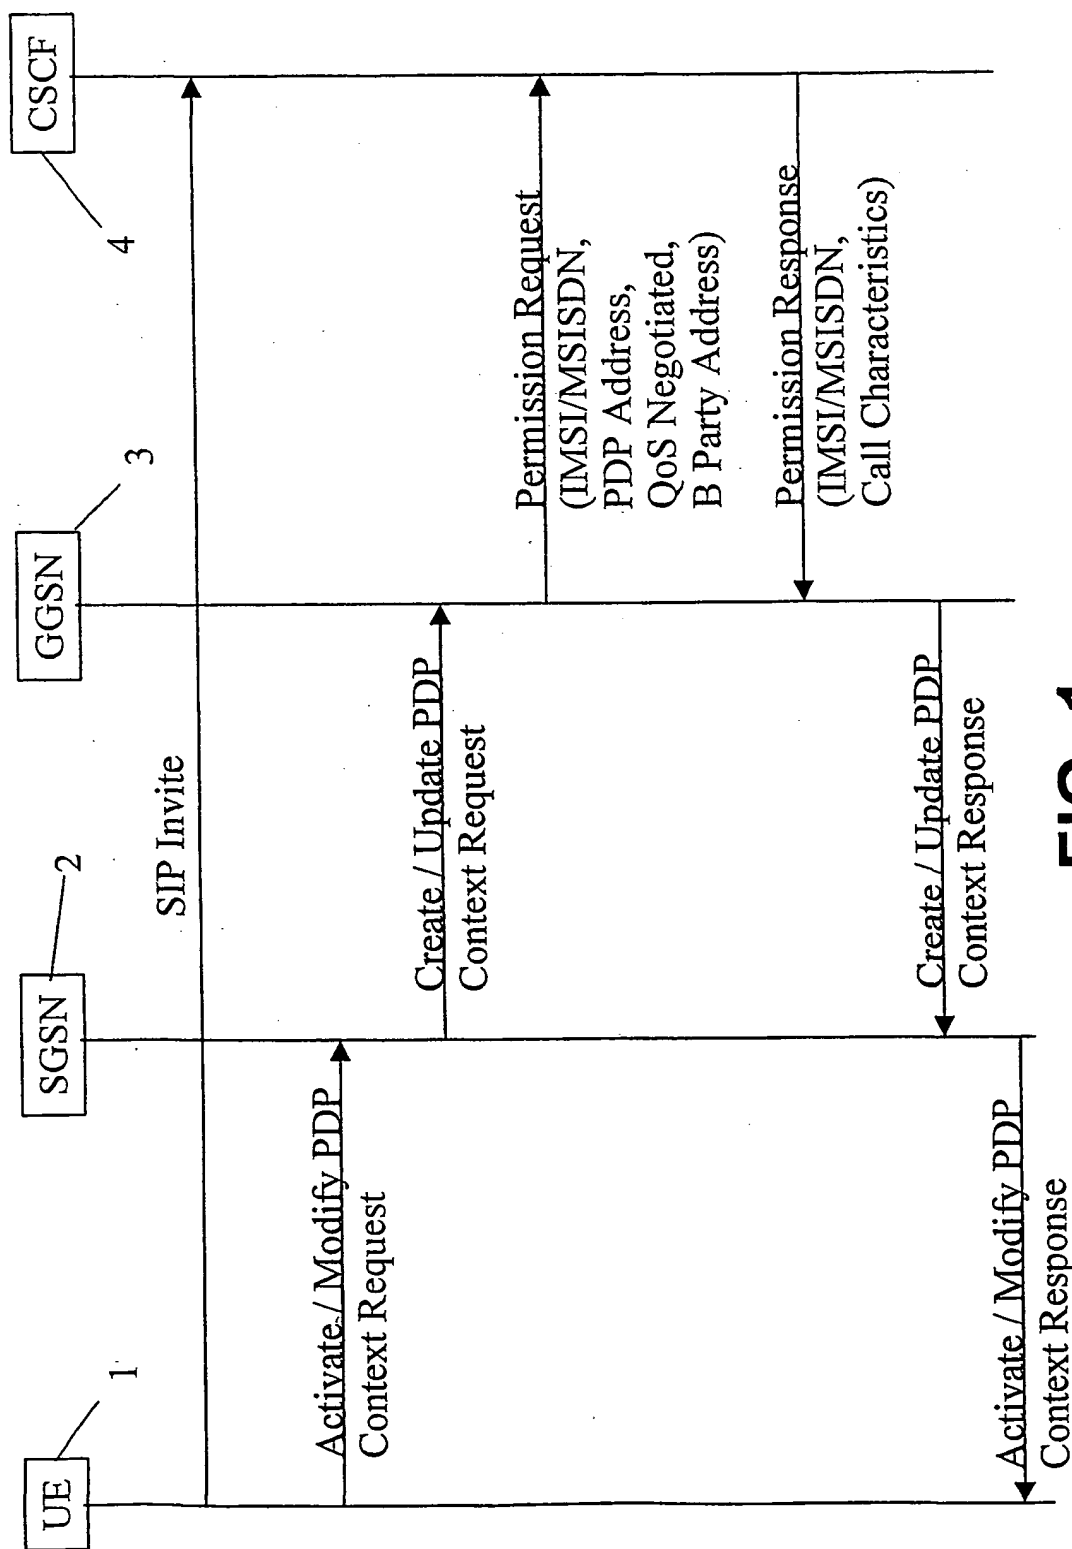 UE
SGSN
GGSN
CSCF
1
2
3
4
SIP Invite
Activate / Modify PDP
Context Request
Create / Update PDP
Context Request
Permission Request
(IMSI/MSISDN,
PDP Address,
QoS Negotiated,
B Party Address)
Permission Response
(IMSI/MSISDN,
Call Characteristics)
Create / Update PDP
Context Response
Activate / Modify PDP
Context Response
FIG. 1